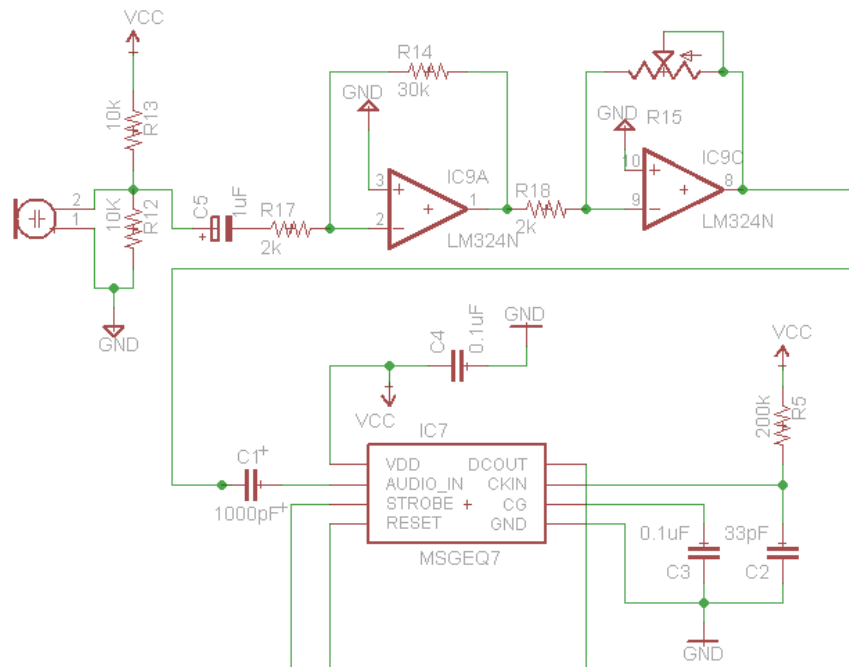 VCC
10k
R13
2
1
10K
R12
GND
C5
1uF
+
R17
2k
R14
30k
GND
3
2
1
IC9A
LM324N
R18
2k
GND
R15
10
9
8
IC9C
LM324N
C4
0.1uF
GND
VCC
VCC
200k
R5
IC7
C1
1000pF
VDD
AUDIO_IN
STROBE
RESET
DCOUT
CKIN
CG
GND
MSGEQ7
0.1uF
C3
33pF
C2
GND